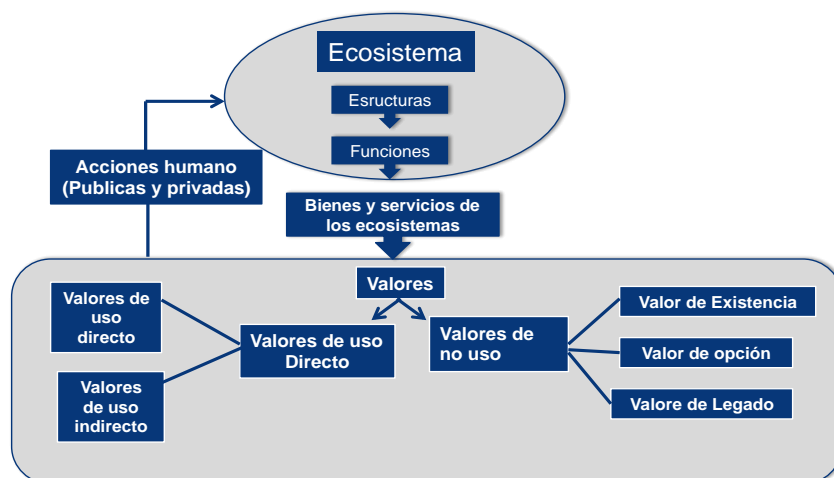 Ecosistema
Esructuras
Funciones
Acciones humano
(Publicas y privadas)
Bienes y servicios de
los ecosistemas
Valores
Valores de
uso
directo
Valores de uso
Directo
Valores
de uso
indirecto
Valores de
no uso
Valor de Existencia
Valor de opción
Valore de Legado